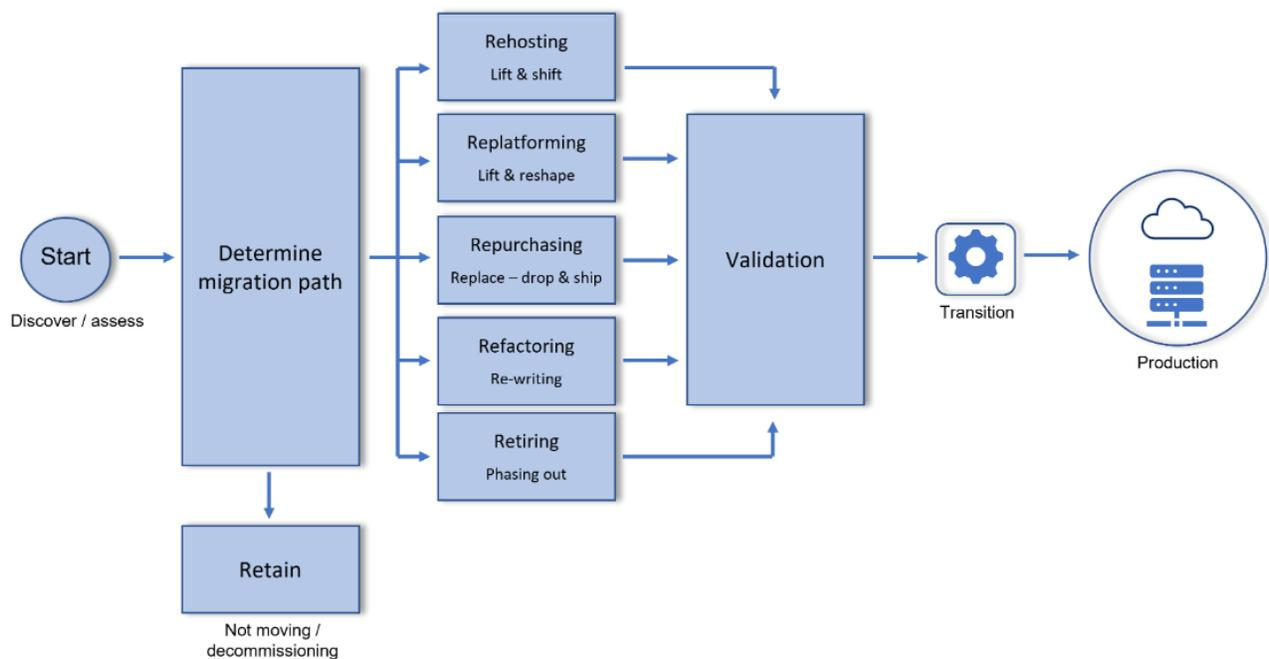 Start
Discover / assess
Determine
migration path
Retain
Not moving /
decommissioning
Rehosting
Lift & shift
Replatforming
Lift & reshape
Repurchasing
Replace – drop & ship
Refactoring
Re-writing
Retiring
Phasing out
Validation
Transition
Production